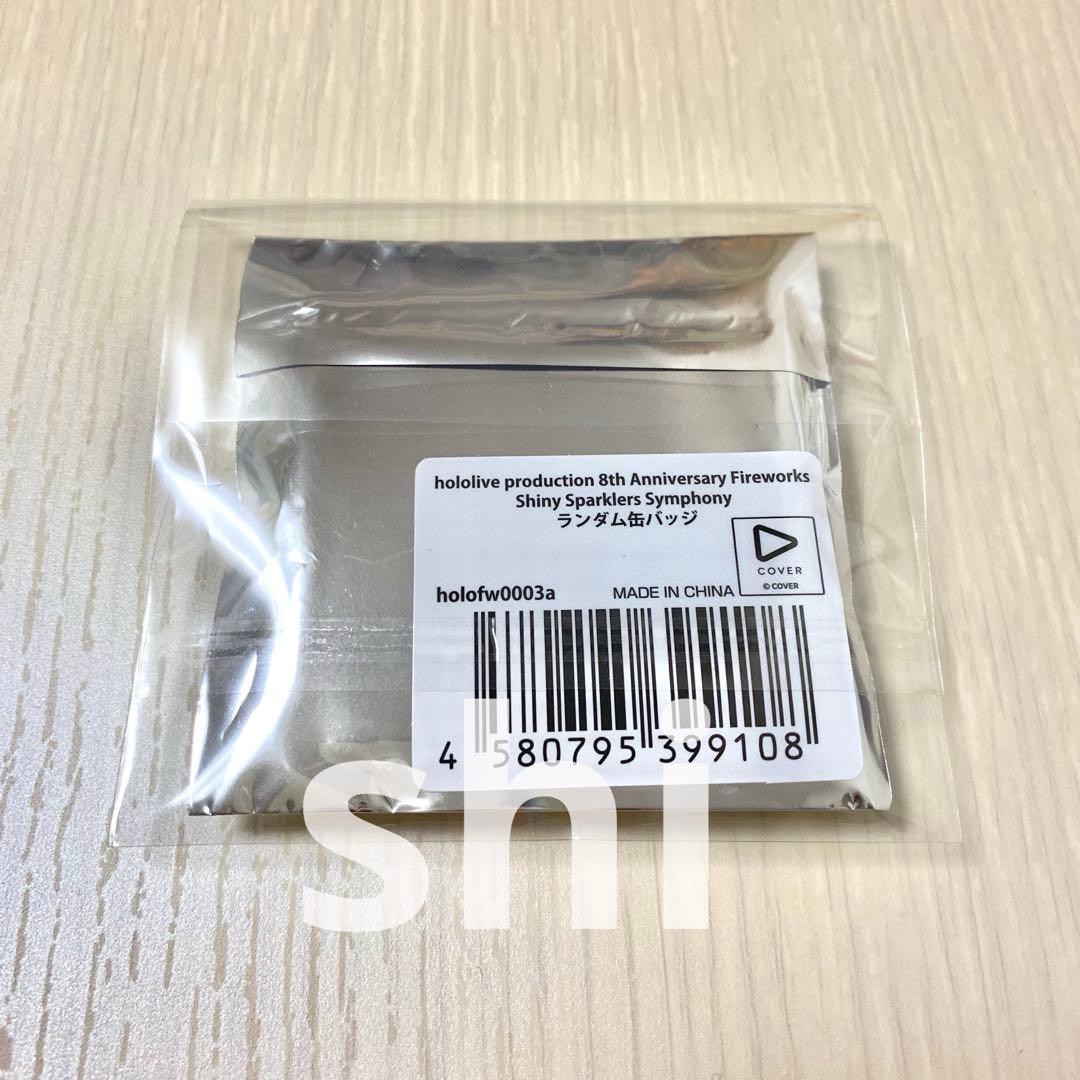 hololive production 8th Anniversary Fireworks
Shiny Sparklers Symphony
ランダム缶バッジ
COVER
© COVER
holofw0003a MADE IN CHINA
4 580795 399108
shi